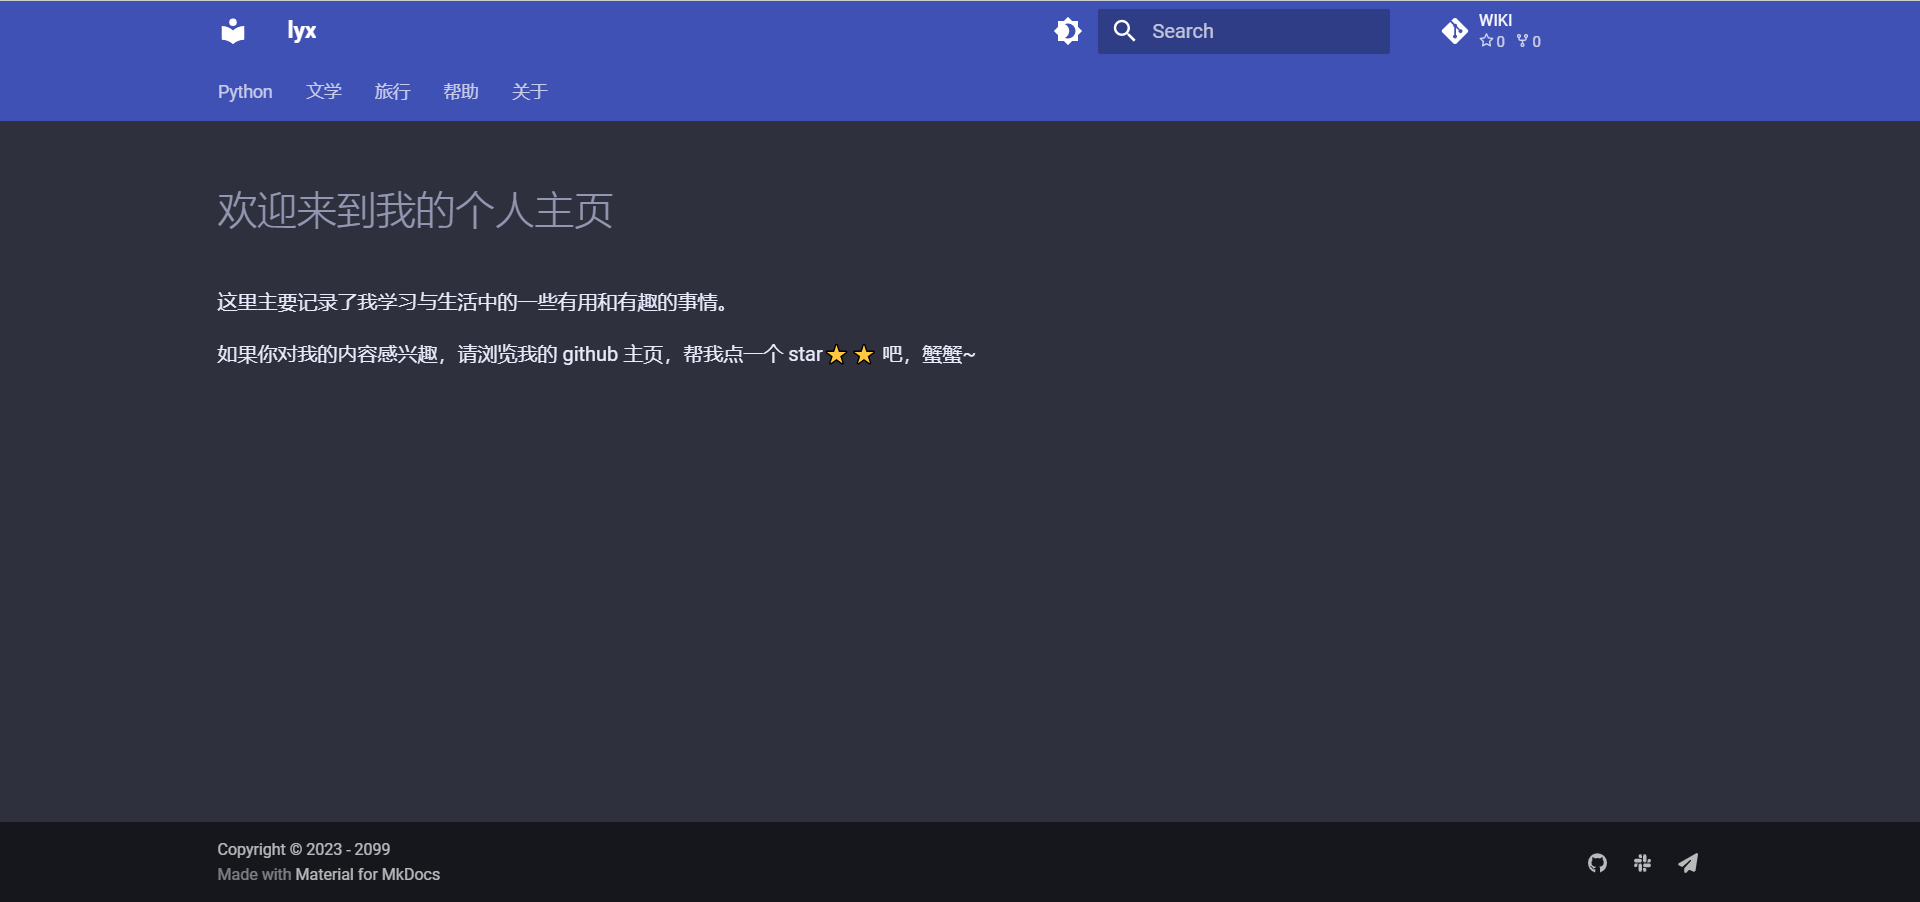 lyx
Search
WIKI
0 0
Python 文学 旅行 帮助 关于
欢迎来到我的个人主页
这里主要记录了我学习与生活中的一些有用和有趣的事情。
如果你对我的内容感兴趣，请浏览我的 github 主页，帮我点一个 star⭐ ⭐ 吧，蟹蟹~
Copyright © 2023 - 2099
Made with Material for MkDocs